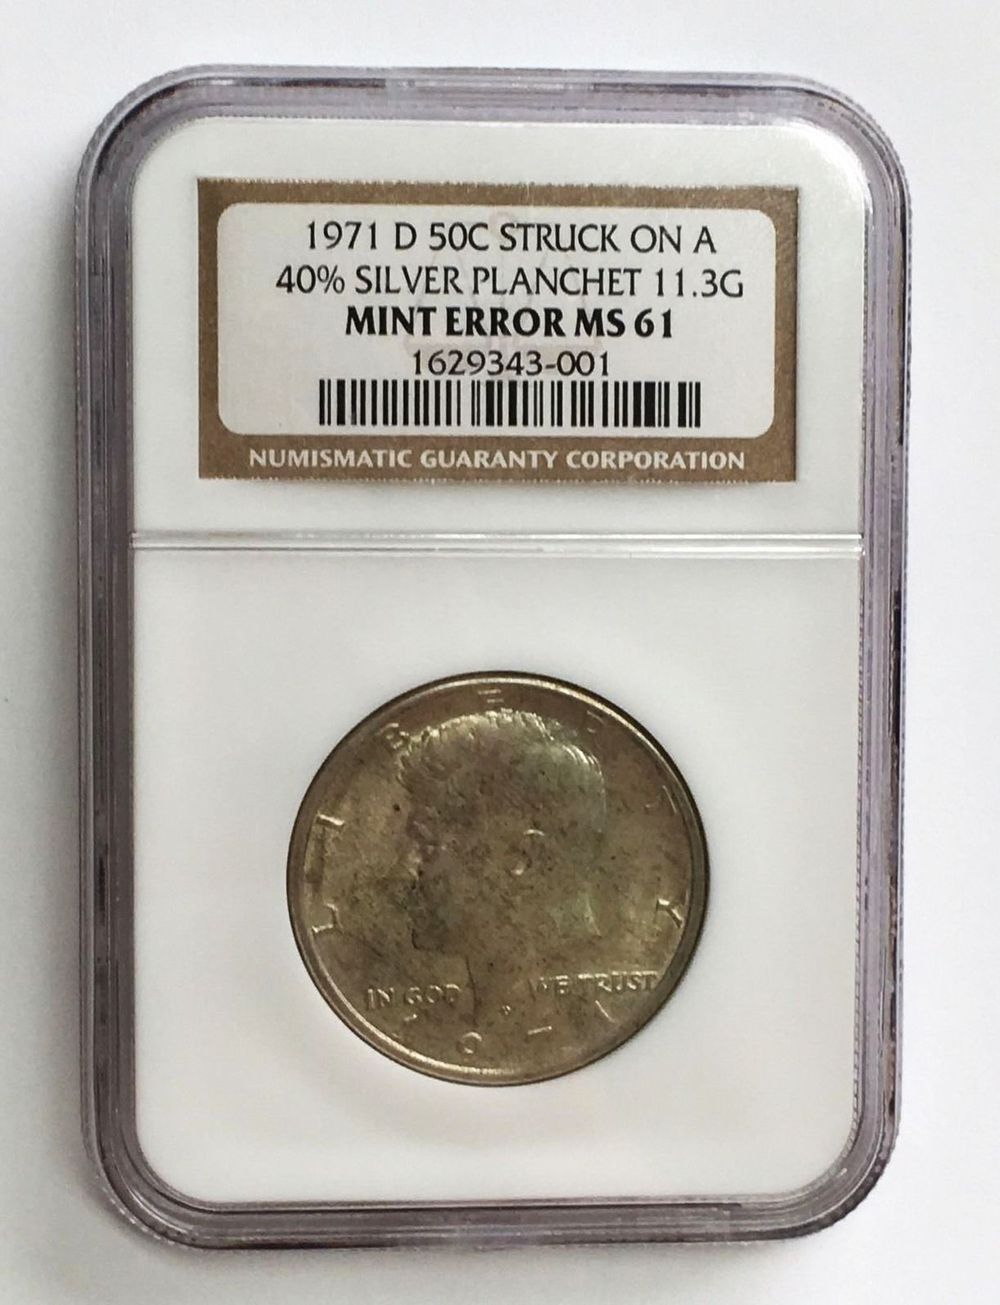 1971 D 50C STRUCK ON A
40% SILVER PLANCHET 11.3G
MINT ERROR MS 61
1629343-001
NUMISMATIC GUARANTY CORPORATION
IN GOD WE TRUST